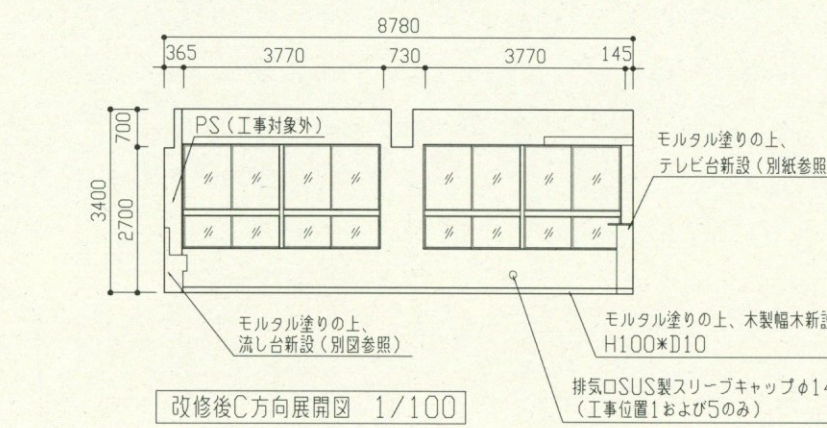 8780
365 3770 730 3770 145
PS（工事対象外）
700
3400
2700
モルタル塗りの上、
テレビ台新設（別紙参照
モルタル塗りの上、
流し台新設（別図参照）
モルタル塗りの上、木製幅木新設
H100*D10
排気口SUS製スリーブキャップφ14
（工事位置1および5のみ）
改修後C方向展開図 1/100